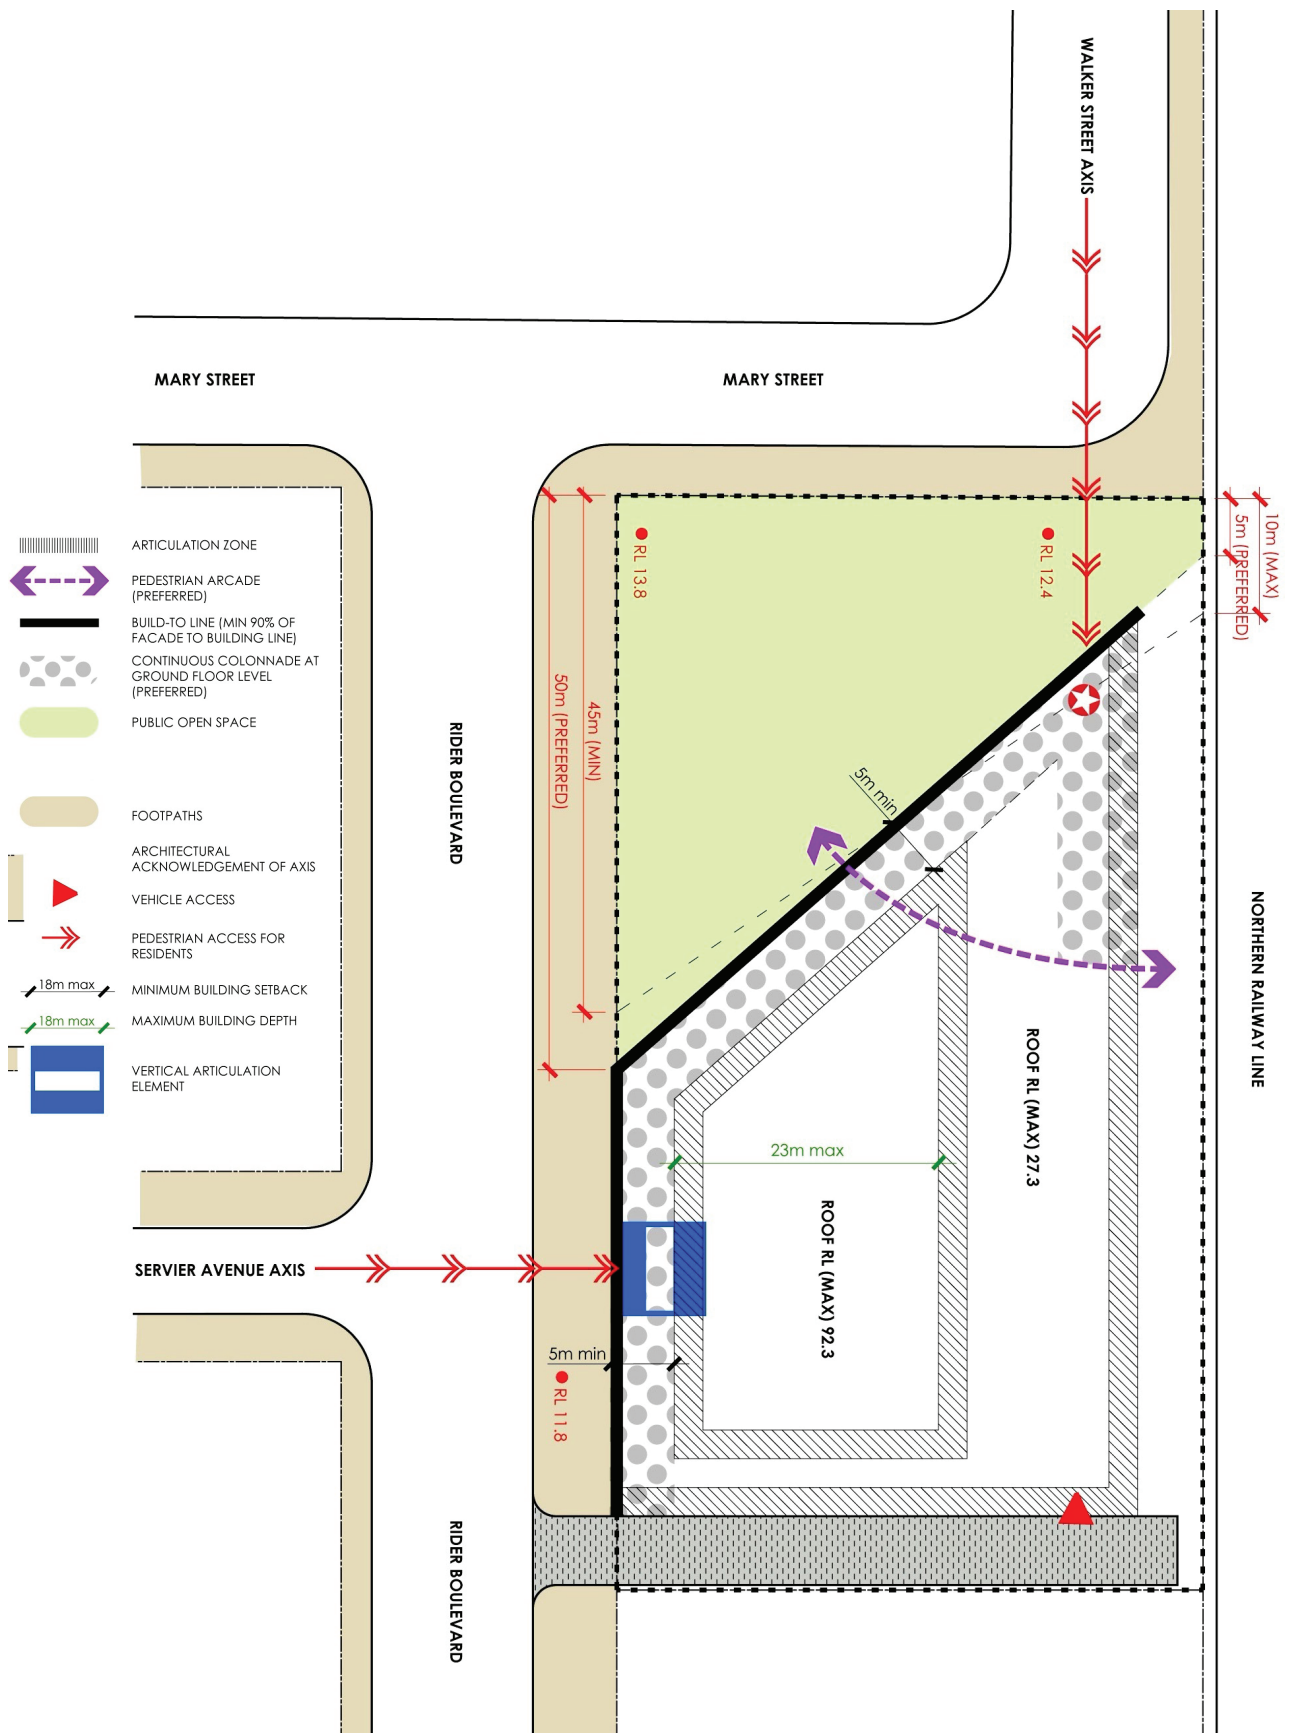 WALKER STREET AXIS
MARY STREET
MARY STREET
10m (MAX)
5m (PREFERRED)
RL 13.8
RL 12.4
45m (MIN)
50m (PREFERRED)
5m min
RIDER BOULEVARD
NORTHERN RAILWAY LINE
ROOF RL (MAX) 27.3
23m max
ROOF RL (MAX) 92.3
SERVIER AVENUE AXIS
5m min
RL 11.8
RIDER BOULEVARD
ARTICULATION ZONE
PEDESTRIAN ARCADE
(PREFERRED)
BUILD-TO LINE (MIN 90% OF
FACADE TO BUILDING LINE)
CONTINUOUS COLONNADE AT
GROUND FLOOR LEVEL
(PREFERRED)
PUBLIC OPEN SPACE
FOOTPATHS
ARCHITECTURAL
ACKNOWLEDGEMENT OF AXIS
VEHICLE ACCESS
PEDESTRIAN ACCESS FOR
RESIDENTS
18m max
MINIMUM BUILDING SETBACK
18m max
MAXIMUM BUILDING DEPTH
VERTICAL ARTICULATION
ELEMENT